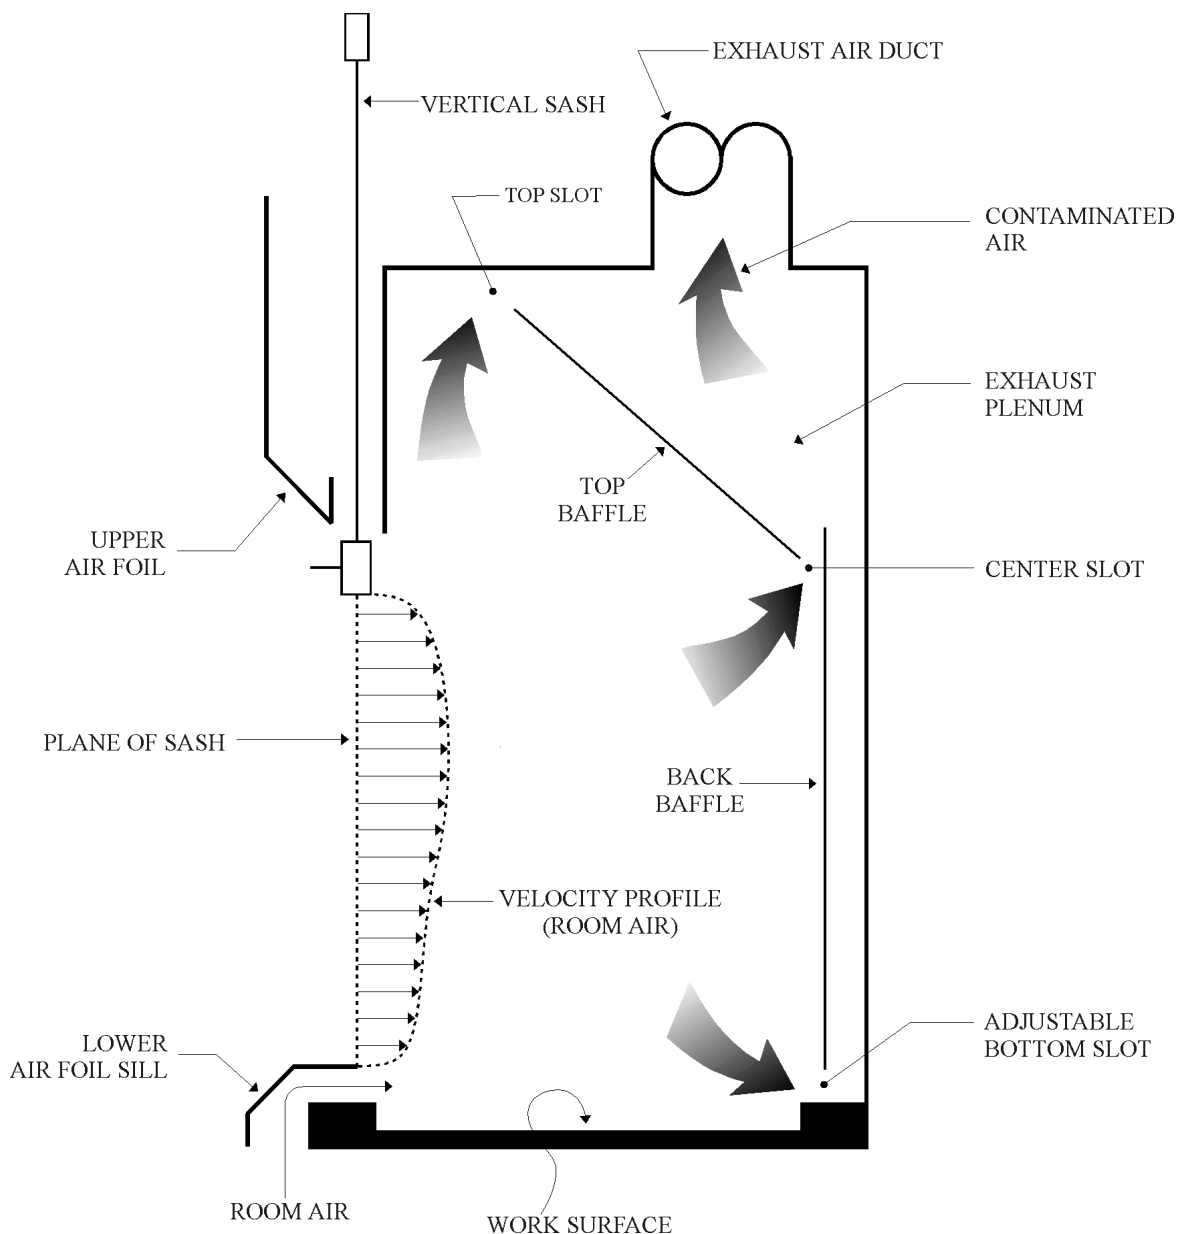 EXHAUST AIR DUCT
VERTICAL SASH
TOP SLOT
CONTAMINATED
AIR
EXHAUST
PLENUM
TOP
BAFFLE
UPPER
AIR FOIL
CENTER SLOT
PLANE OF SASH
BACK
BAFFLE
VELOCITY PROFILE
(ROOM AIR)
LOWER
AIR FOIL SILL
ADJUSTABLE
BOTTOM SLOT
ROOM AIR
WORK SURFACE